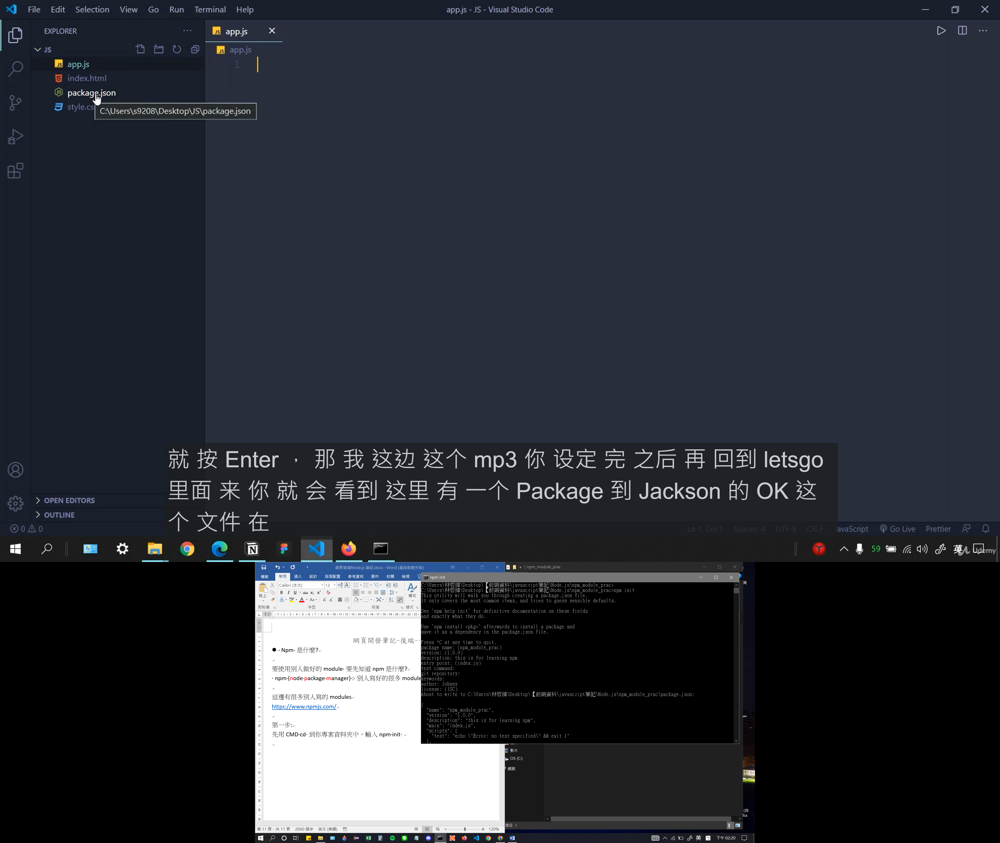 File Edit Selection View Go Run Terminal Help
app.js - JS - Visual Studio Code
EXPLORER
app.js
JS
app.js
app.js
1
index.html
package.json
style.cs
C:\Users\s9208\Desktop\JS\package.json
就 按 Enter ， 那 我 这边 这个 mp3 你 设定 完 之后 再 回到 letsgo
里面 来 你 就 会 看到 这里 有 一个 Package 到 Jackson 的 OK 这
个 文件 在
OPEN EDITORS
OUTLINE
0 0
Ln 1, Col 1 Spaces: 4 UTF-8 CRLF JavaScript Go Live Prettier
59 英
Udemy
網頁後端Node.js 筆記.docx - Word (產品啟動失敗)
檔案 常用 插入 設計 版面配置 參考資料 郵件 校閱 檢視
Calibri (本文) 12
貼上
樣式
剪貼簿 字型 段落 樣式
網頁開發筆記-後端-
Npm 是什麼?
要使用別人做好的 module 要先知道 npm 是什麼?
npm (node package manager) : 別人寫好的很多 module
這邊有很多別人寫的 modules
https://www.npmjs.com/
第一步:
先用 CMD cd 到你專案資料夾中，輸入 npm init
第 11 頁，共 11 頁 2060 個字 英文 (美國) 120%
npm_module_prac
npm init
C:\Users\林哲緯\Desktop\【前端資料\javascript筆記\Node.js\npm_module_prac>
C:\Users\林哲緯\Desktop\【前端資料\javascript筆記\Node.js\npm_module_prac>npm init
This utility will walk you through creating a package.json file.
It only covers the most common items, and tries to guess sensible defaults.
See `npm help init` for definitive documentation on these fields
and exactly what they do.
Use `npm install <pkg>` afterwards to install a package and
save it as a dependency in the package.json file.
Press ^C at any time to quit.
package name: (npm_module_prac)
version: (1.0.0)
description: this is for learning npm
entry point: (index.js)
test command:
git repository:
keywords:
author: Johnny
license: (ISC)
About to write to C:\Users\林哲緯\Desktop\【前端資料\javascript筆記\Node.js\npm_module_prac\package.json:
{
"name": "npm_module_prac",
"version": "1.0.0",
"description": "this is for learning npm",
"main": "index.js",
"scripts": {
"test": "echo \"Error: no test specified\" && exit 1"
},
影片
OS (C:)
網路
項目
英 下午 02:20